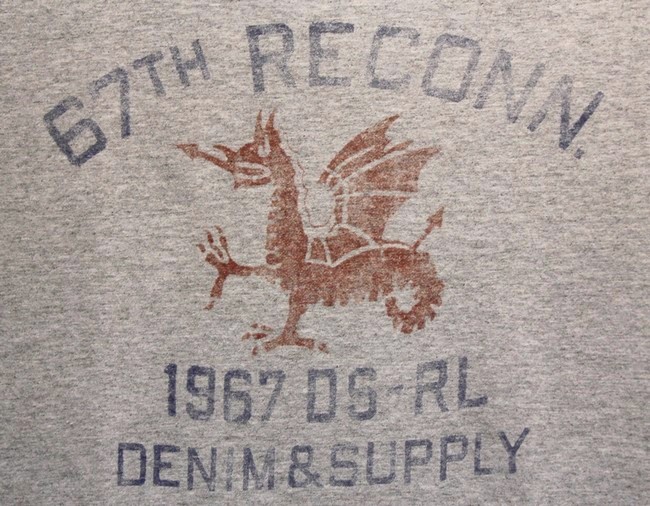 67TH RECONN.
1967 DS-RL
DENIM & SUPPLY